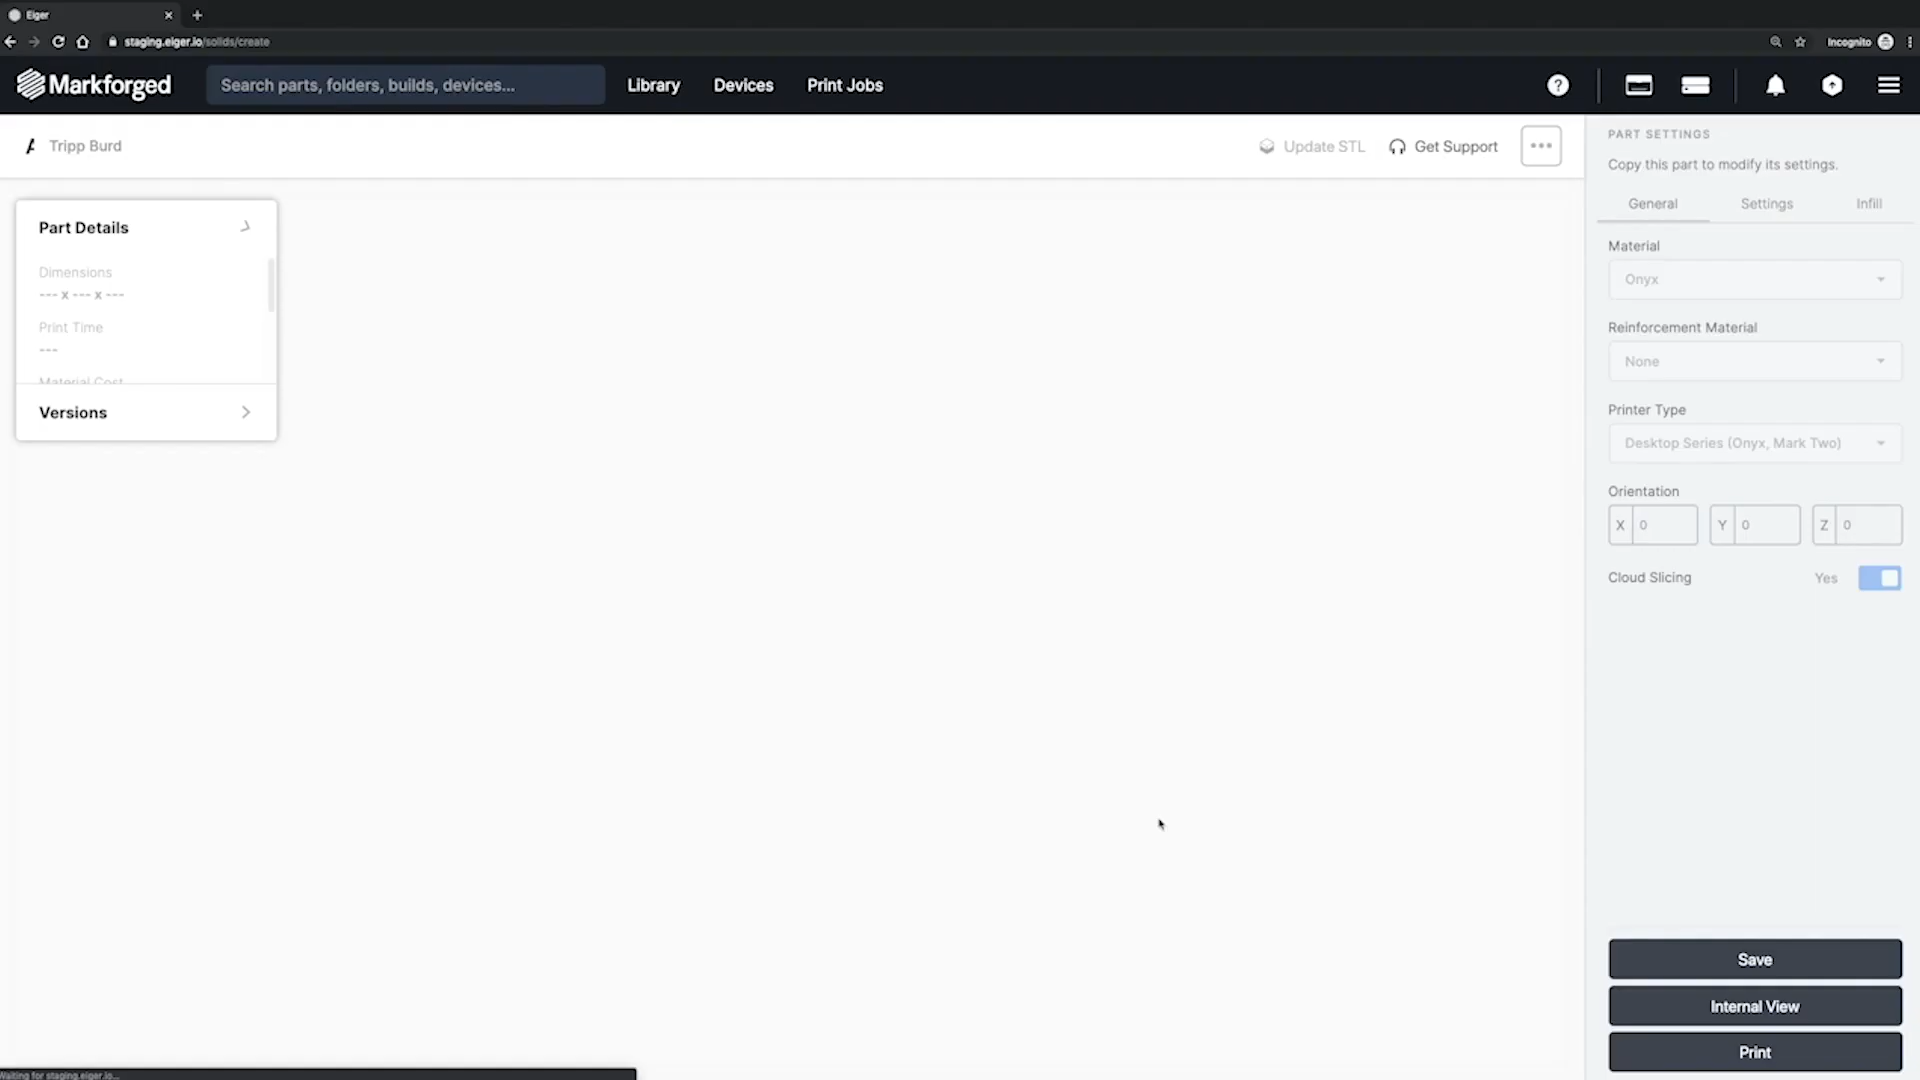 Eiger
staging.eiger.io/solids/create
Incognito
Markforged
Search parts, folders, builds, devices...
Library
Devices
Print Jobs
Tripp Burd
Update STL
Get Support
Part Details
Dimensions
--- x --- x ---
Print Time
---
Material Cost
Versions
PART SETTINGS
Copy this part to modify its settings.
General
Settings
Infill
Material
Onyx
Reinforcement Material
None
Printer Type
Desktop Series (Onyx, Mark Two)
Orientation
X 0
Y 0
Z 0
Cloud Slicing
Yes
Save
Internal View
Print
Waiting for staging.eiger.io...